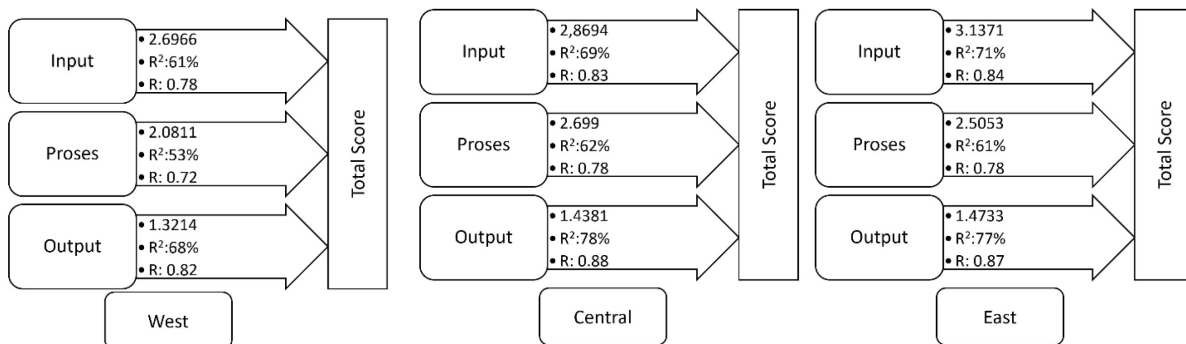 Input
• 2.6966
• R²:61%
• R: 0.78
Proses
• 2.0811
• R²:53%
• R: 0.72
Output
• 1.3214
• R²:68%
• R: 0.82
Total Score
West
Input
• 2,8694
• R²:69%
• R: 0.83
Proses
• 2.699
• R²:62%
• R: 0.78
Output
• 1.4381
• R²:78%
• R: 0.88
Total Score
Central
Input
• 3.1371
• R²:71%
• R: 0.84
Proses
• 2.5053
• R²:61%
• R: 0.78
Output
• 1.4733
• R²:77%
• R: 0.87
Total Score
East